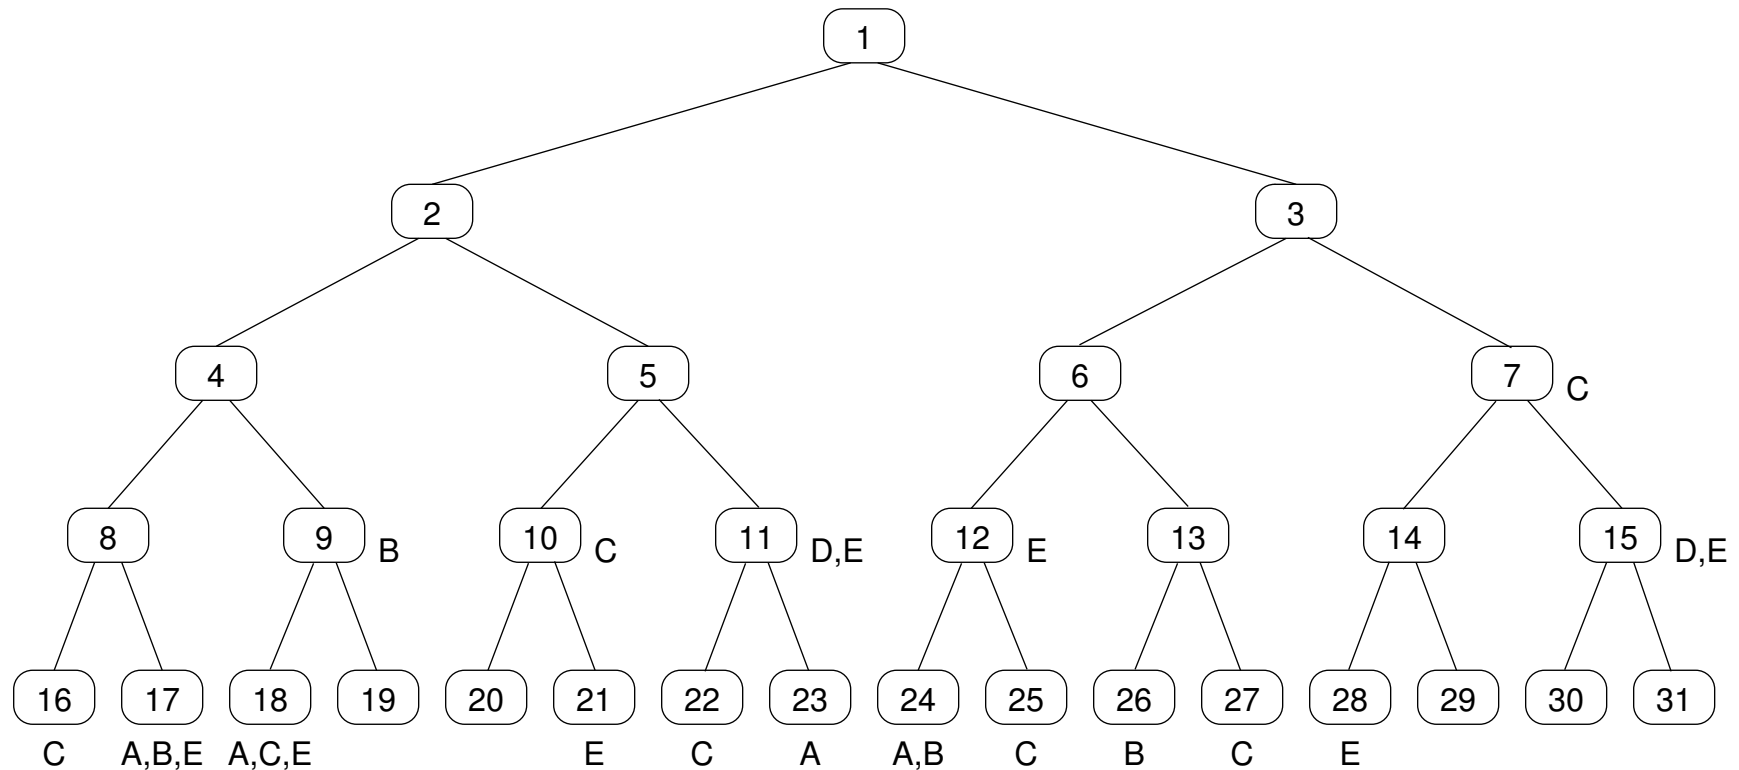 1
2 3
4 5 6 7 C
8 9 B 10 C 11 D,E 12 E 13 14 15 D,E
16 17 18 19 20 21 22 23 24 25 26 27 28 29 30 31
C A,B,E A,C,E E C A A,B C B C E